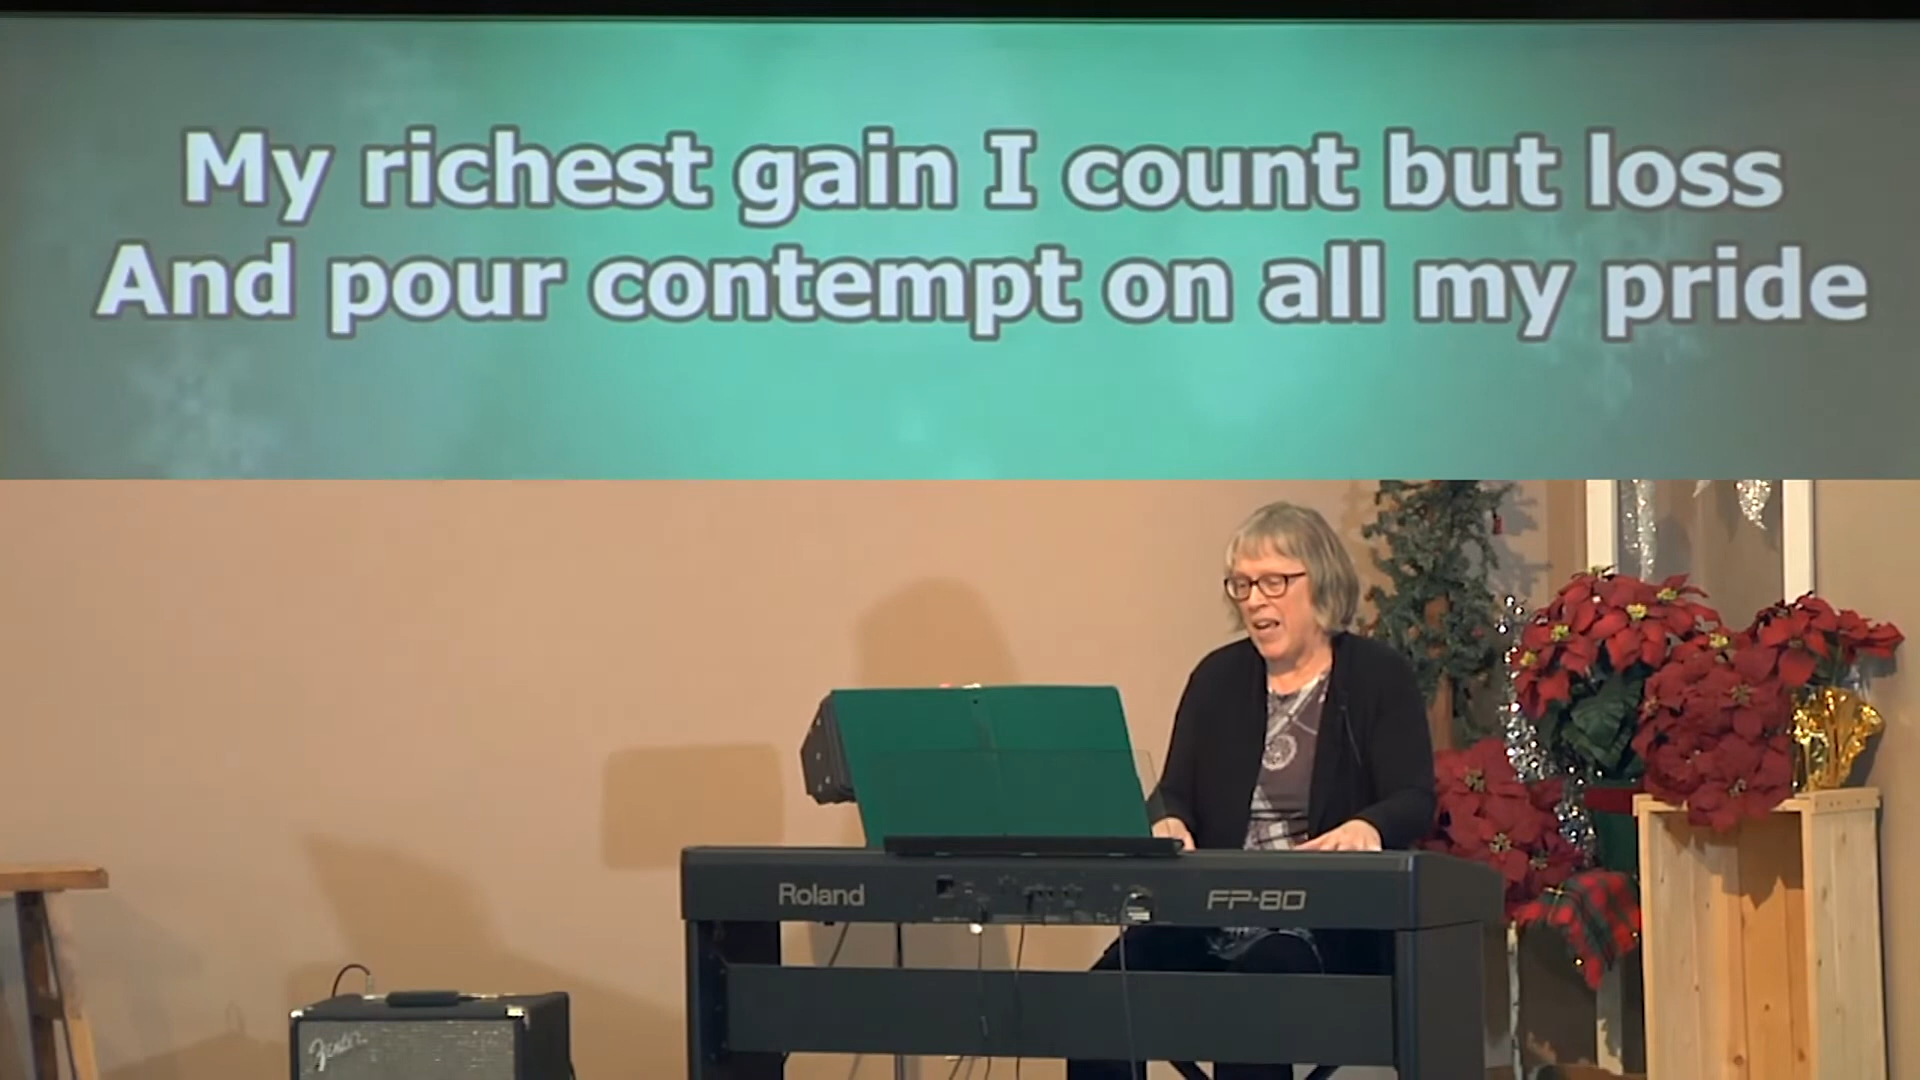 My richest gain I count but loss
And pour contempt on all my pride
Roland
FP-80
Fender